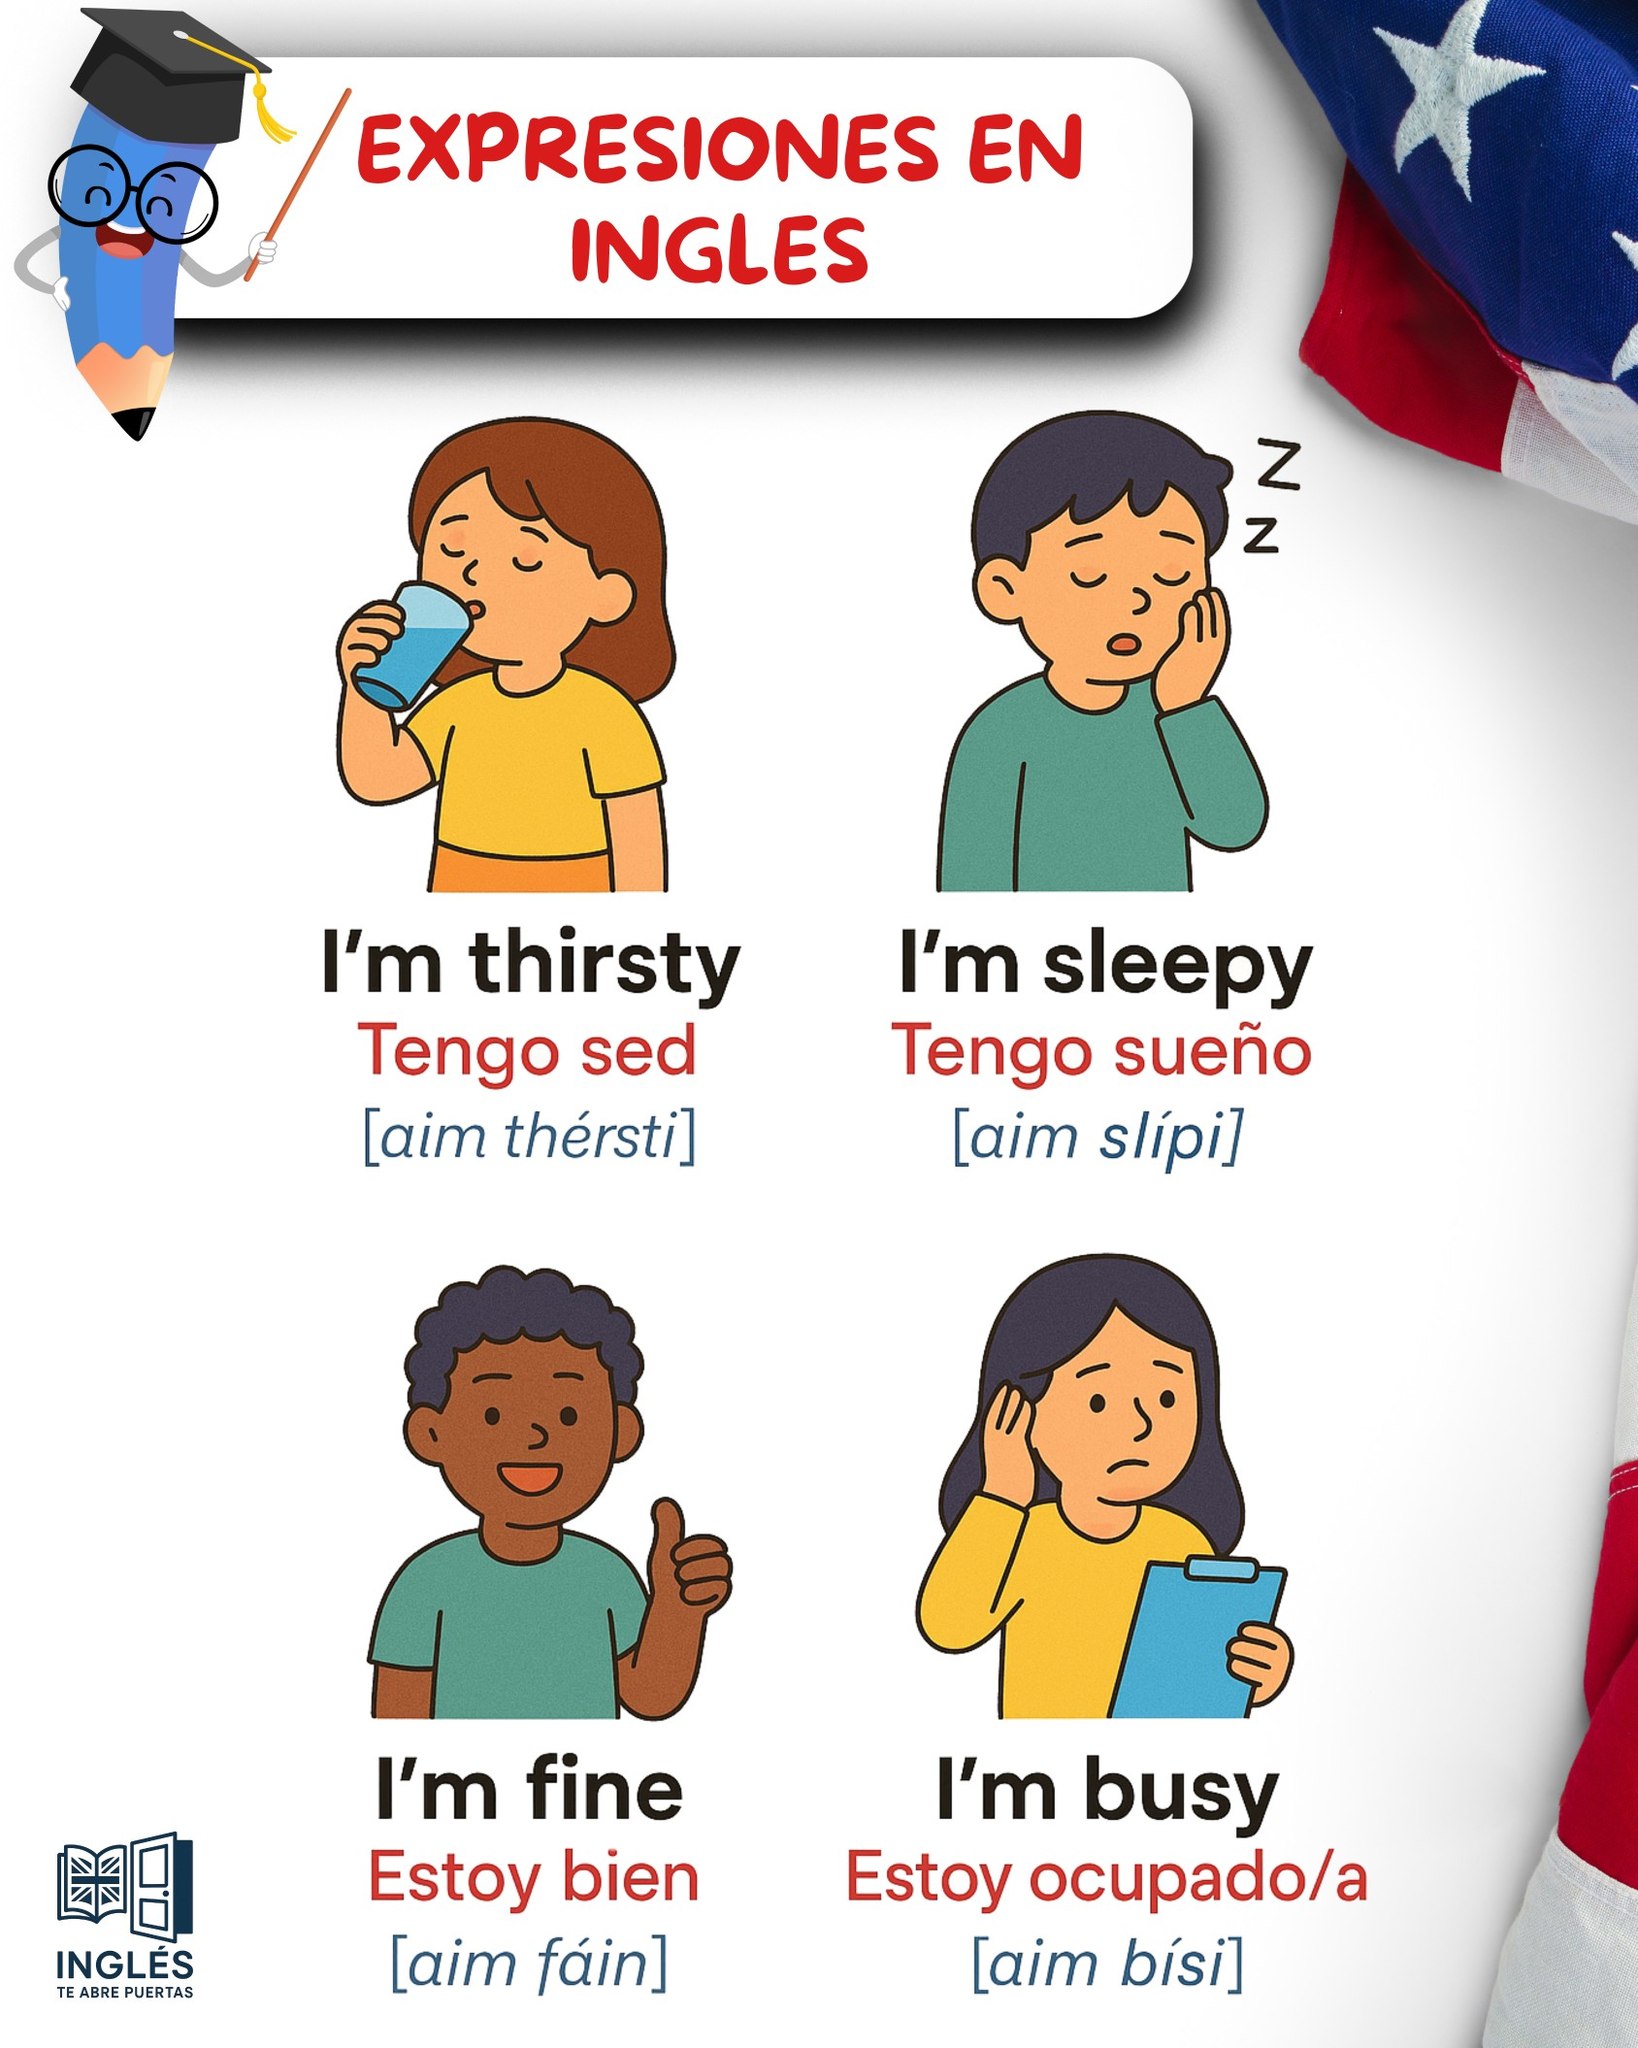 EXPRESIONES EN
INGLES
Z
Z
I'm thirsty
Tengo sed
[aim thérsti]
I'm sleepy
Tengo sueño
[aim slípi]
I'm fine
Estoy bien
[aim fáin]
I'm busy
Estoy ocupado/a
[aim bísi]
INGLÉS
TE ABRE PUERTAS